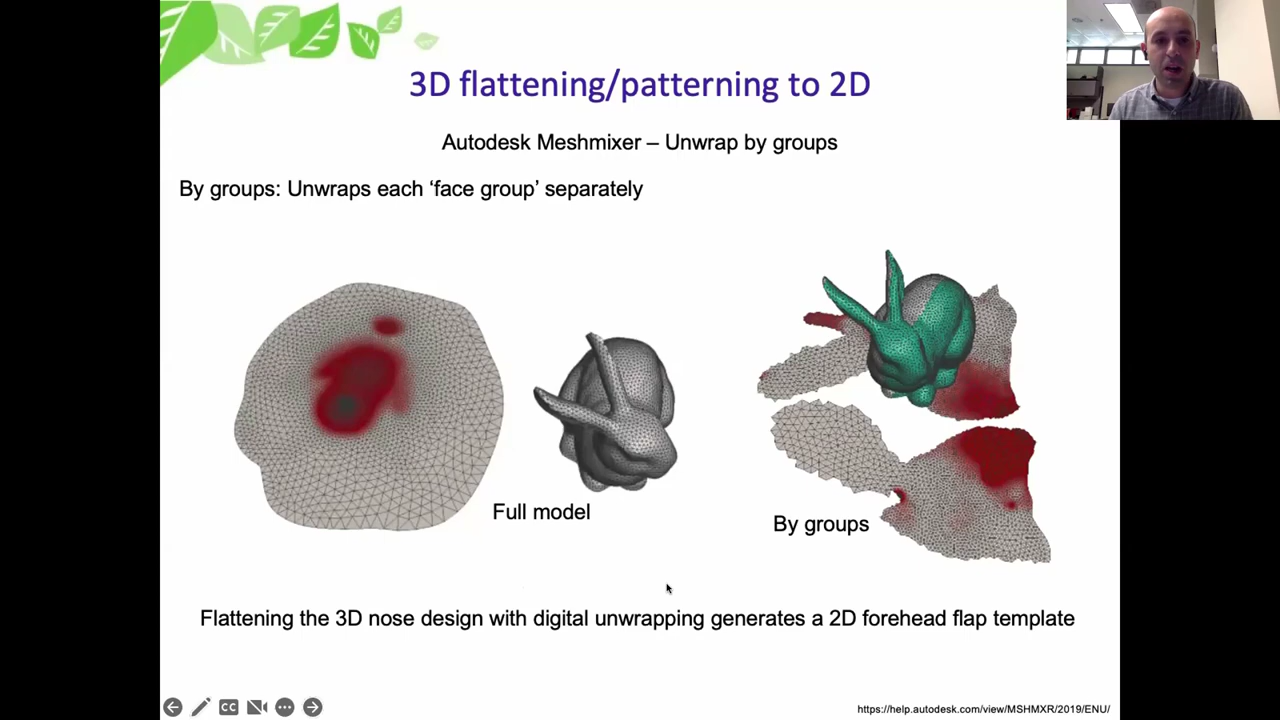 3D flattening/patterning to 2D
Autodesk Meshmixer – Unwrap by groups
By groups: Unwraps each ‘face group’ separately
Full model
By groups
Flattening the 3D nose design with digital unwrapping generates a 2D forehead flap template
CC
https://help.autodesk.com/view/MSHMXR/2019/ENU/